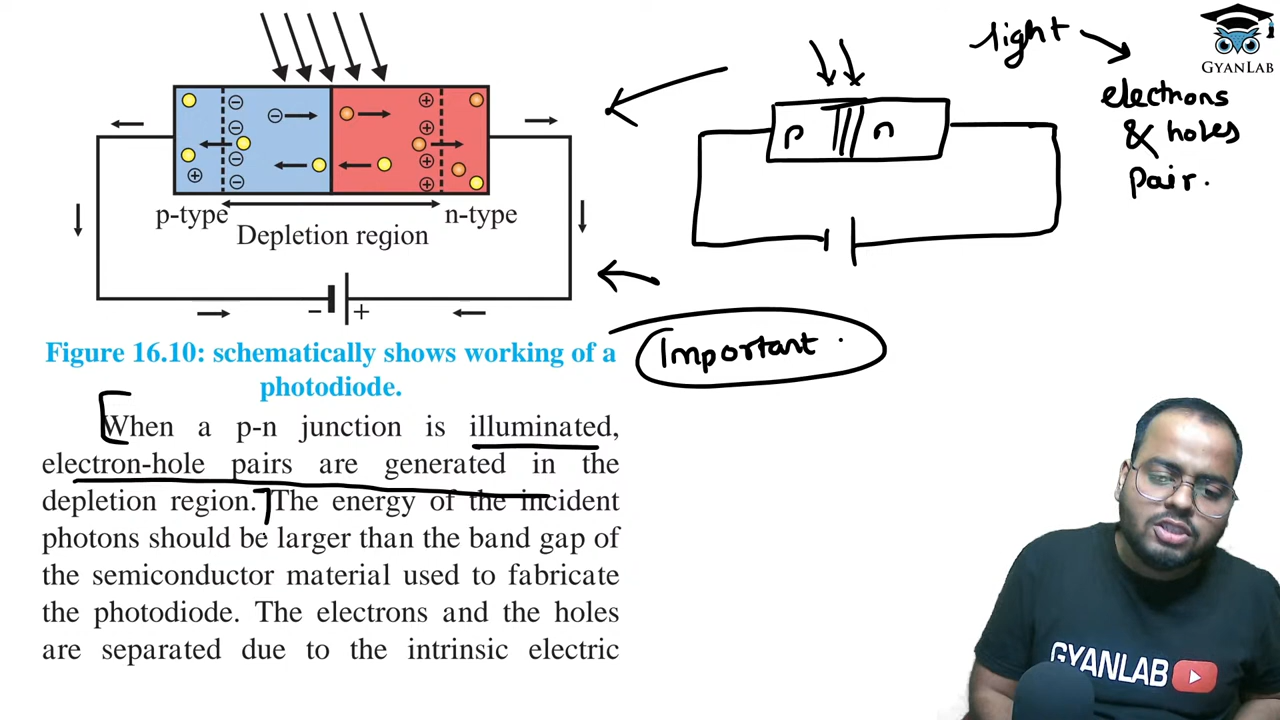 p-type
n-type
Depletion region
− +
Figure 16.10: schematically shows working of a
photodiode.
When a p-n junction is illuminated,
electron-hole pairs are generated in the
depletion region. The energy of the incident
photons should be larger than the band gap of
the semiconductor material used to fabricate
the photodiode. The electrons and the holes
are separated due to the intrinsic electric
p n
light
electrons
& holes
pair.
Important
GYANLAB
GYANLAB